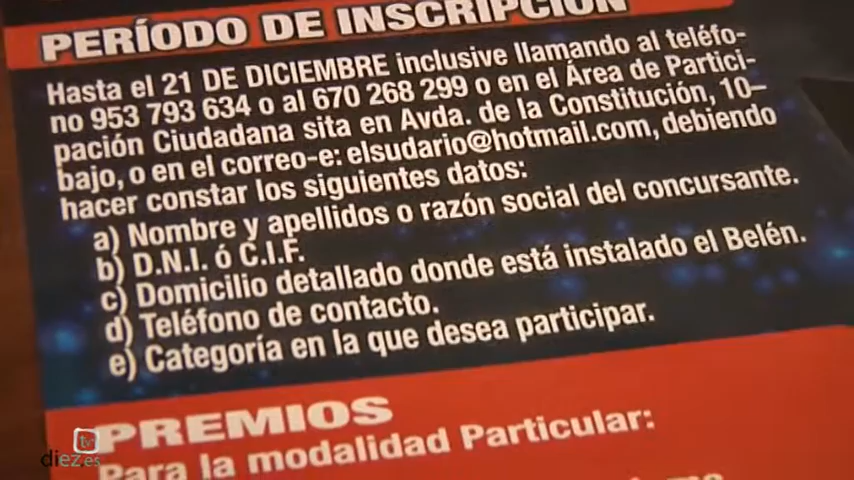 PERÍODO DE INSCRIPCIÓN
Hasta el 21 DE DICIEMBRE inclusive llamando al teléfo-
no 953 793 634 o al 670 268 299 o en el Área de Partici-
pación Ciudadana sita en Avda. de la Constitución, 10–
bajo, o en el correo-e: elsudario@hotmail.com, debiendo
hacer constar los siguientes datos:
a) Nombre y apellidos o razón social del concursante.
b) D.N.I. ó C.I.F.
c) Domicilio detallado donde está instalado el Belén.
d) Teléfono de contacto.
e) Categoría en la que desea participar.
PREMIOS
Para la modalidad Particular:
tv
diez.es